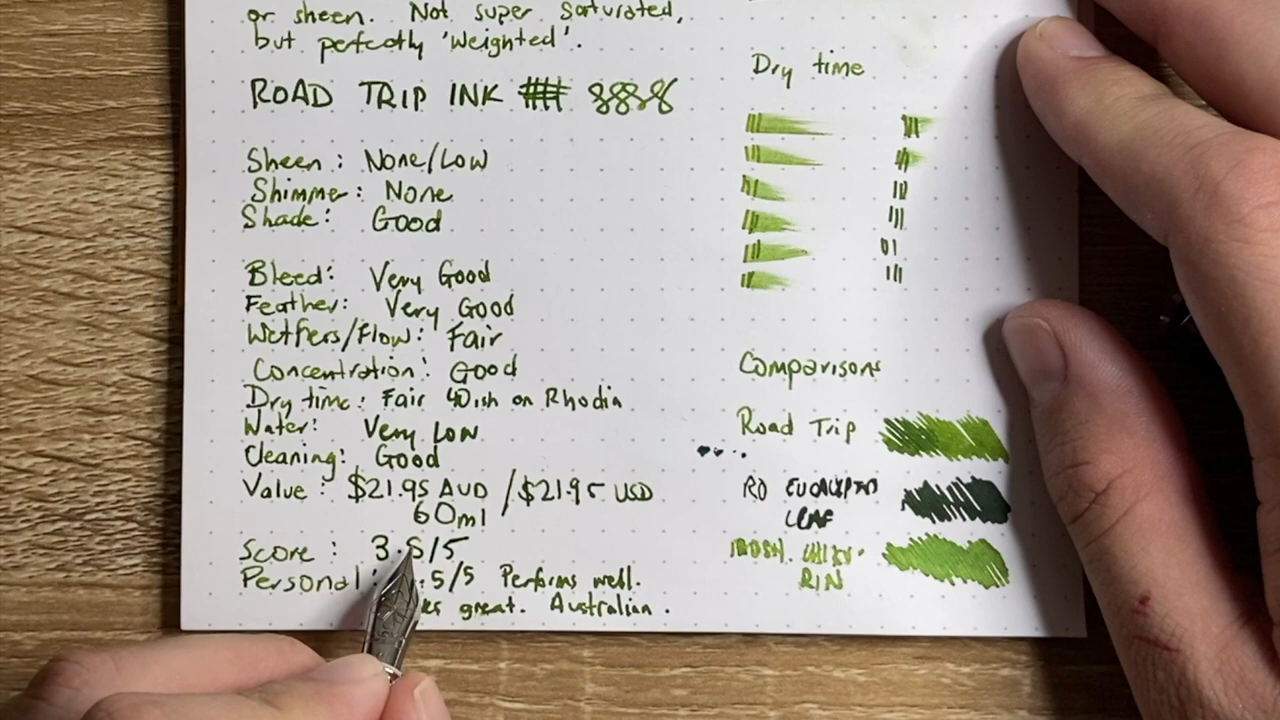 or sheen. Not super saturated,
but perfectly 'weighted'.
ROAD TRIP INK
Sheen: None/Low
Shimmer: None
Shade: Good
Bleed: Very Good
Feather: Very Good
Wetness/Flow: Fair
Concentration: Good
Dry time: Fair 40ish on Rhodia
Water: Very Low
Cleaning: Good
Value: $21.95 AUD / $21.95 USD
60ml
Score: 3.8/5
Personal: .5/5 Performs well.
great. Australian.
Dry time
Comparisons
Road Trip
RO EUCALYPTUS
LEAF
RIN